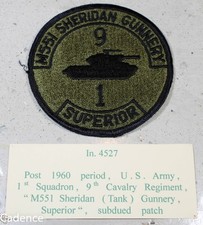 M551 SHERIDAN GUNNERY
9
1
SUPERIOR
In. 4527
Post 1960 period, U.S. Army,
1st Squadron, 9th Cavalry Regiment,
"M551 Sheridan (Tank) Gunnery,
Superior", subdued patch
Cadence